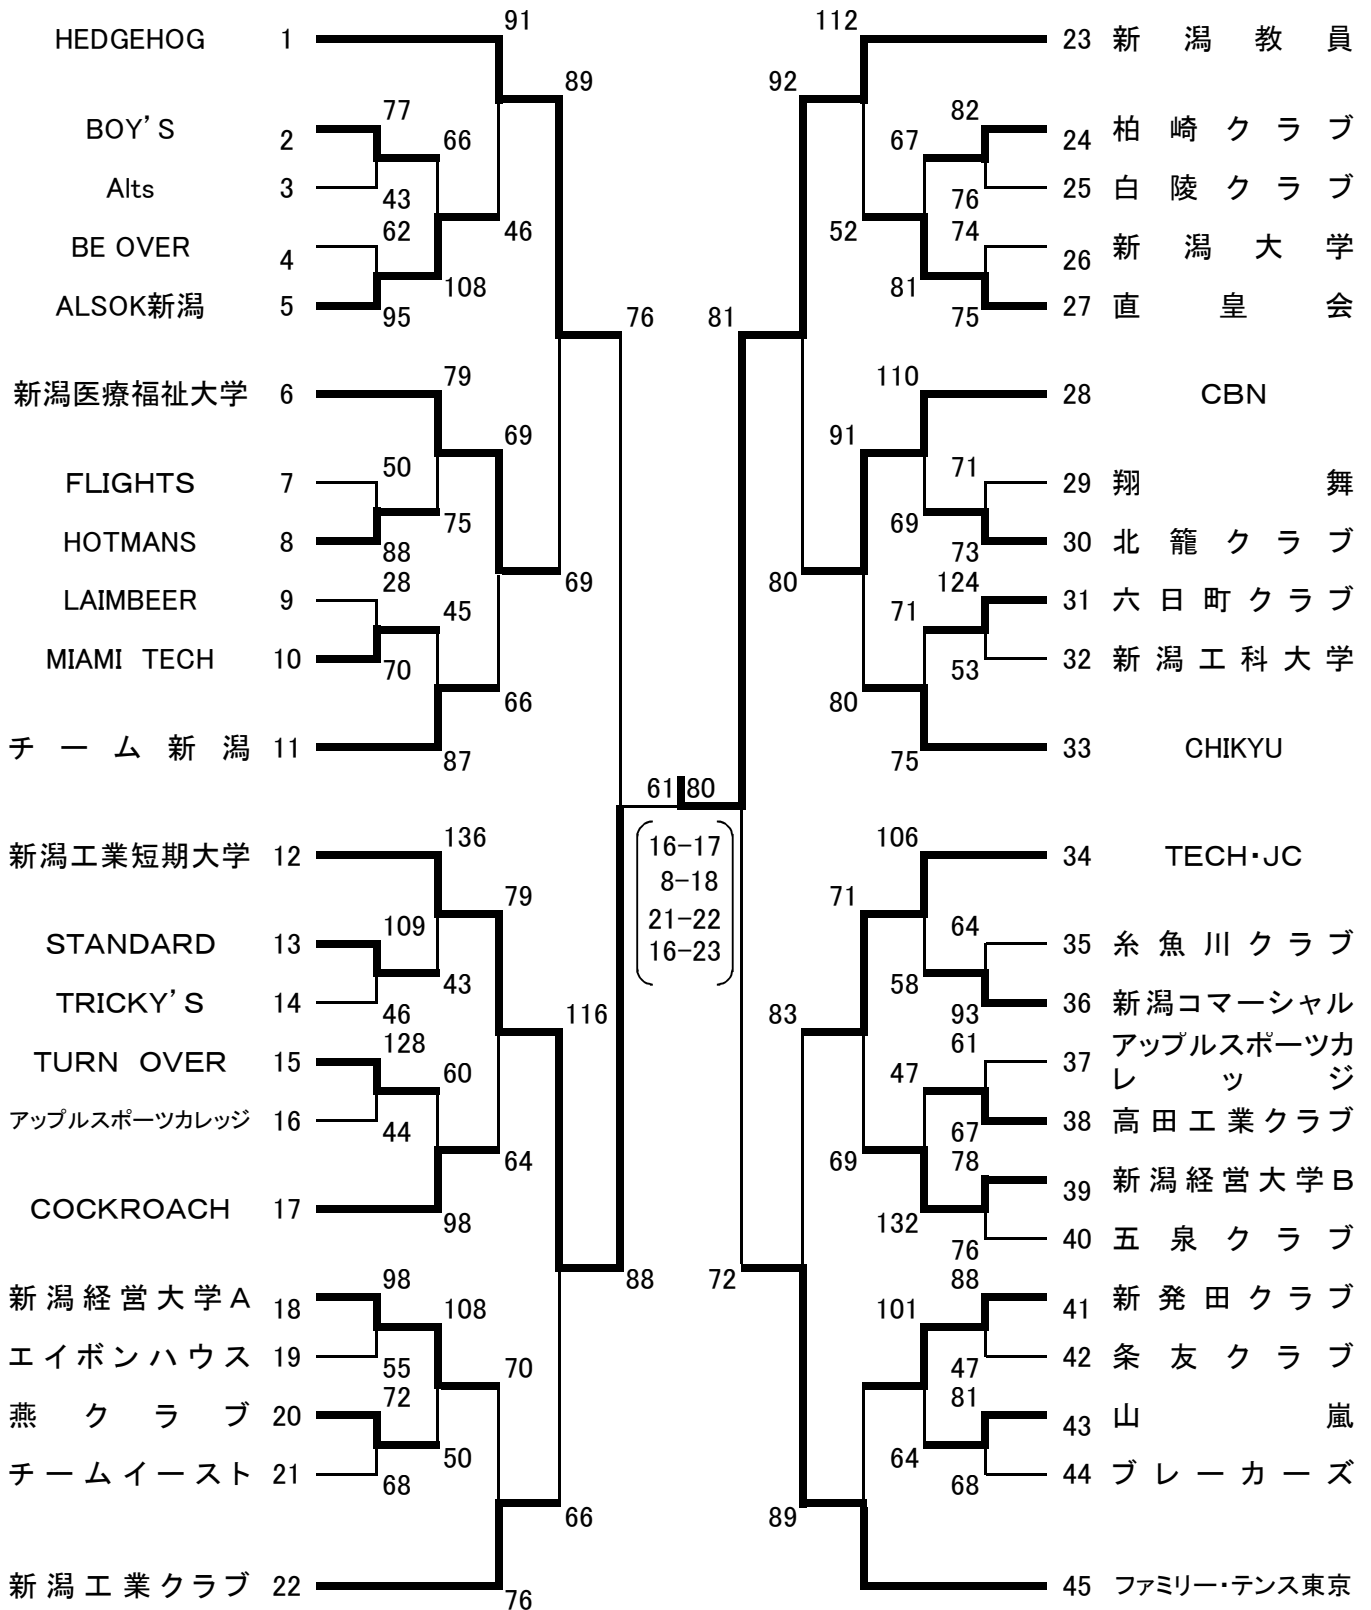 HEDGEHOG 1
91
89
BOY'S 2
77
66
Alts 3
43
BE OVER 4
62
46
ALSOK新潟 5
95
108
76
新潟医療福祉大学 6
79
69
FLIGHTS 7
50
75
HOTMANS 8
88
69
LAIMBEER 9
28
45
MIAMI TECH 10
70
66
チーム新潟 11
87
新潟工業短期大学 12
136
79
STANDARD 13
109
43
TRICKY'S 14
46
116
TURN OVER 15
128
60
アップルスポーツカレッジ 16
44
64
COCKROACH 17
98
88
新潟経営大学A 18
98
108
エイボンハウス 19
55
70
燕クラブ 20
72
50
チームイースト 21
68
66
新潟工業クラブ 22
76
61 80
16-17
8-18
21-22
16-23
112
23 新潟教員
92
82
67
24 柏崎クラブ
76
25 白陵クラブ
52
74
26 新潟大学
81
75
27 直皇会
81
110
28 CBN
91
71
29 翔舞
69
73
30 北籠クラブ
80
124
71
31 六日町クラブ
53
32 新潟工科大学
80
75
33 CHIKYU
106
34 TECH・JC
71
64
35 糸魚川クラブ
58
93
36 新潟コマーシャル
83
61
47
37 アップルスポーツカ
レッジ
67
38 高田工業クラブ
69
78
39 新潟経営大学B
132
76
40 五泉クラブ
72
88
101
41 新発田クラブ
47
42 条友クラブ
81
43 山嵐
64
68
44 ブレーカーズ
89
45 ファミリー・テンス東京